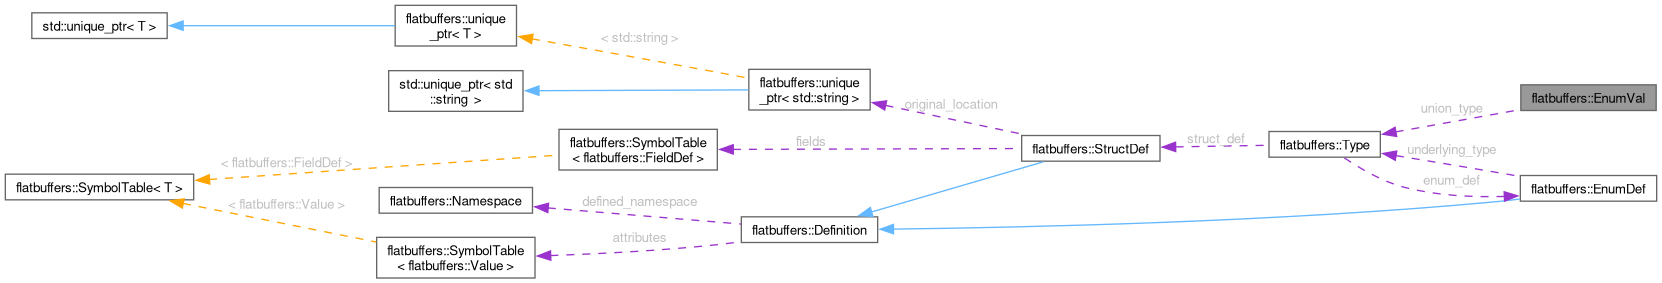 std::unique_ptr< T >
flatbuffers::unique
_ptr< T >
< std::string >
std::unique_ptr< std
::string >
flatbuffers::unique
_ptr< std::string >
original_location
flatbuffers::EnumVal
union_type
flatbuffers::SymbolTable
< flatbuffers::FieldDef >
fields
flatbuffers::StructDef
struct_def
flatbuffers::Type
underlying_type
enum_def
flatbuffers::EnumDef
< flatbuffers::FieldDef >
flatbuffers::SymbolTable< T >
< flatbuffers::Value >
flatbuffers::Namespace
defined_namespace
flatbuffers::Definition
attributes
flatbuffers::SymbolTable
< flatbuffers::Value >